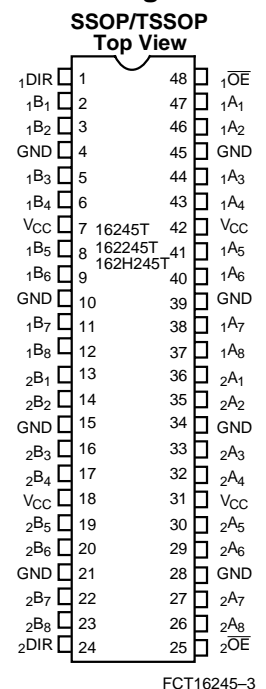 SSOP/TSSOP
Top View
1DIR 1 48 1OE
1B1 2 47 1A1
1B2 3 46 1A2
GND 4 45 GND
1B3 5 44 1A3
1B4 6 43 1A4
VCC 7 16245T 42 VCC
1B5 8 162245T 41 1A5
162H245T
1B6 9 40 1A6
GND 10 39 GND
1B7 11 38 1A7
1B8 12 37 1A8
2B1 13 36 2A1
2B2 14 35 2A2
GND 15 34 GND
2B3 16 33 2A3
2B4 17 32 2A4
VCC 18 31 VCC
2B5 19 30 2A5
2B6 20 29 2A6
GND 21 28 GND
2B7 22 27 2A7
2B8 23 26 2A8
2DIR 24 25 2OE
FCT16245–3